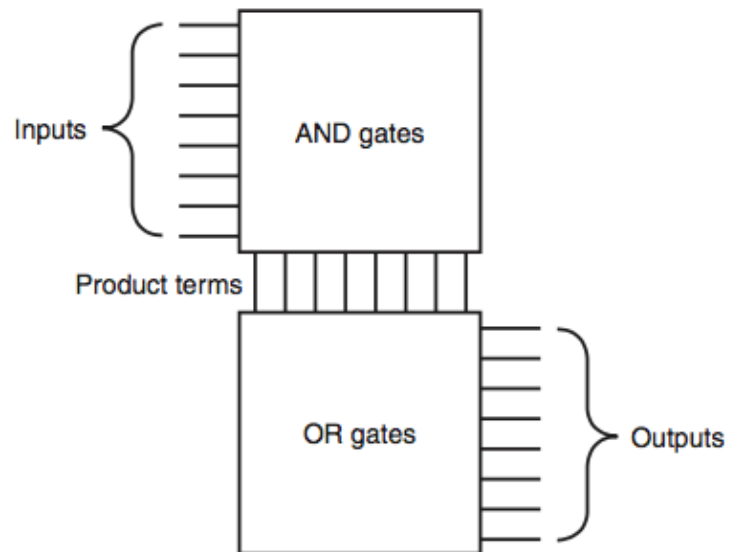 Inputs
AND gates
Product terms
OR gates
Outputs